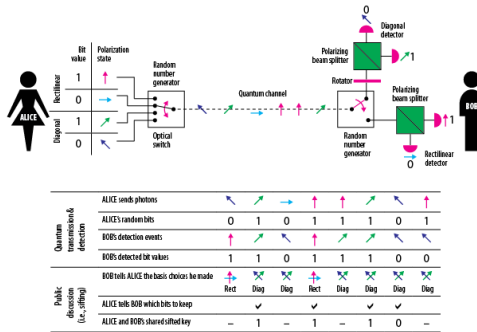 Bit value
Polarization state
Rectilinear
1
0
Diagonal
1
0
ALICE
Random number generator
Optical switch
Quantum channel
0
Diagonal detector
1
Polarizing beam splitter
Rotator
Random number generator
Polarizing beam splitter
1
0
Rectilinear detector
BOB
Quantum transmission & detection
ALICE sends photons
ALICE's random bits 0 1 0 1 1 1 0 1
BOB's detection events
BOB's detected bit values 1 1 0 1 1 1 0 0
Public discussion (i.e., sifting)
BOB tells ALICE the basis choices he made Rect Diag Diag Rect Diag Diag Diag Diag
ALICE tells BOB which bits to keep ✓ ✓ ✓ ✓
ALICE and BOB's shared sifted key – 1 – 1 – 1 0 –